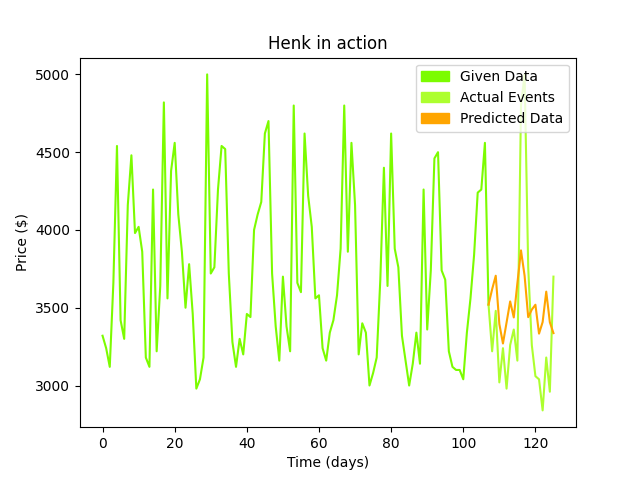 Henk in action
Given Data
Actual Events
Predicted Data
Price ($)
5000
4500
4000
3500
3000
0 20 40 60 80 100 120
Time (days)